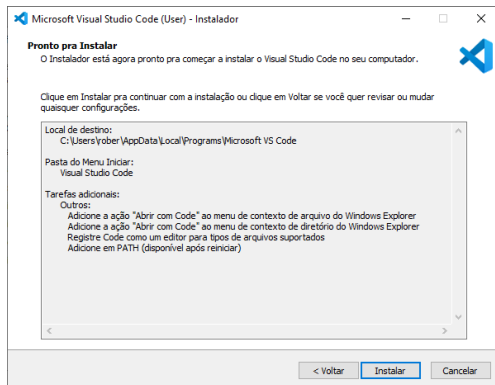 Microsoft Visual Studio Code (User) - Instalador
Pronto pra Instalar
O Instalador está agora pronto pra começar a instalar o Visual Studio Code no seu computador.
Clique em Instalar pra continuar com a instalação ou clique em Voltar se você quer revisar ou mudar
quaisquer configurações.
Local de destino:
C:\Users\rober\AppData\Local\Programs\Microsoft VS Code
Pasta do Menu Iniciar:
Visual Studio Code
Tarefas adicionais:
Outros:
Adicione a ação "Abrir com Code" ao menu de contexto de arquivo do Windows Explorer
Adicione a ação "Abrir com Code" ao menu de contexto de diretório do Windows Explorer
Registre Code como um editor para tipos de arquivos suportados
Adicione em PATH (disponível após reiniciar)
< Voltar
Instalar
Cancelar